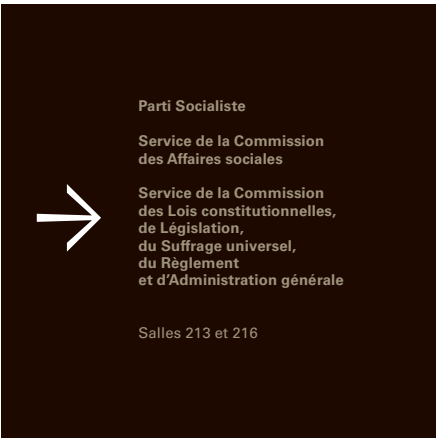 Parti Socialiste
Service de la Commission
des Affaires sociales
Service de la Commission
des Lois constitutionnelles,
de Législation,
du Suffrage universel,
du Règlement
et d’Administration générale
Salles 213 et 216